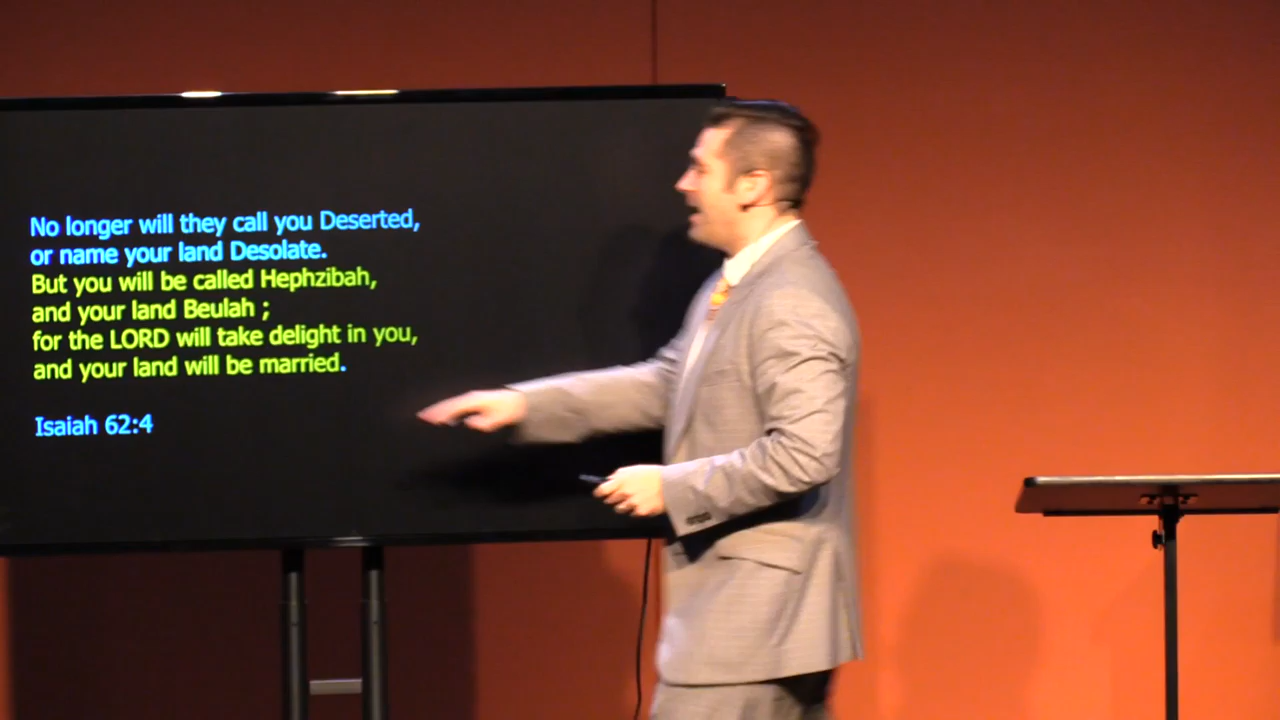 No longer will they call you Deserted,
or name your land Desolate.
But you will be called Hephzibah,
and your land Beulah ;
for the LORD will take delight in you,
and your land will be married.
Isaiah 62:4